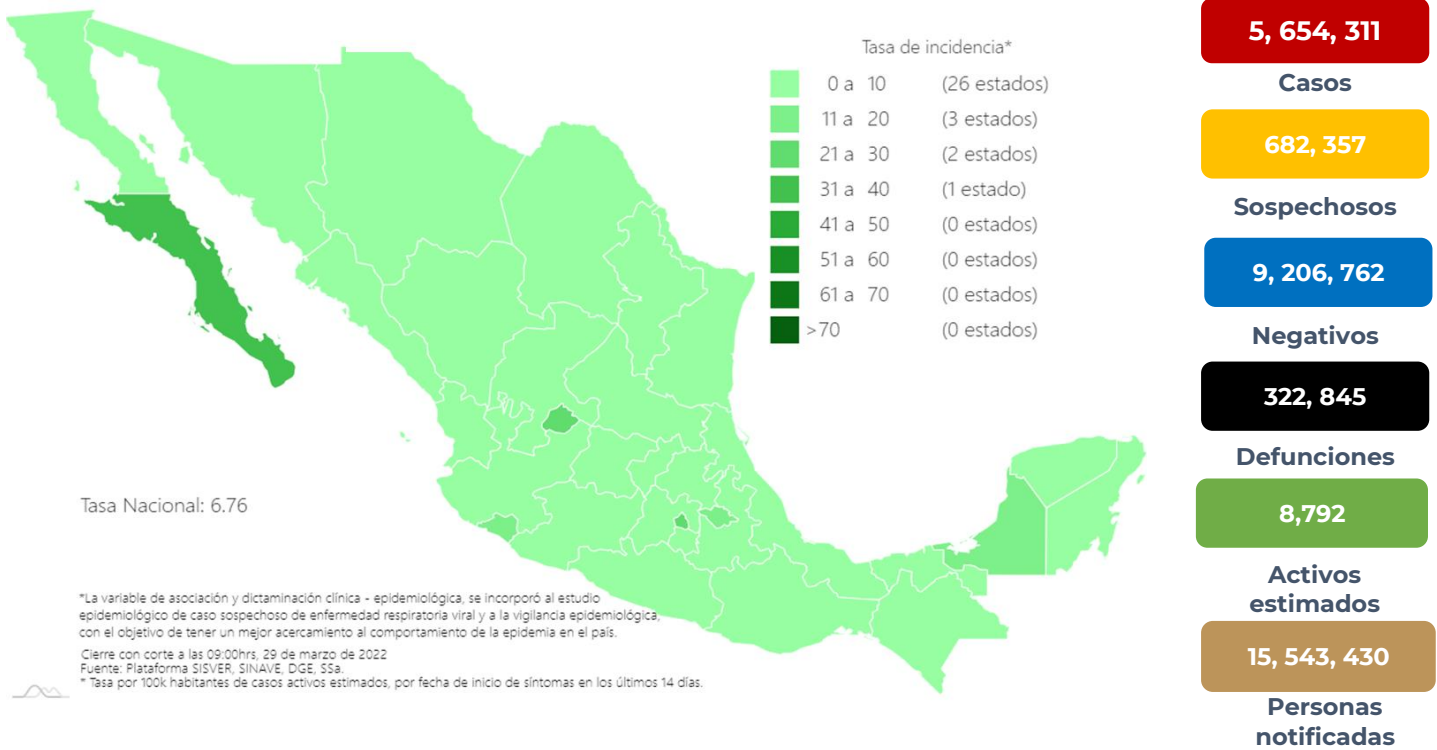 Tasa de incidencia*
0 a 10 (26 estados)
11 a 20 (3 estados)
21 a 30 (2 estados)
31 a 40 (1 estado)
41 a 50 (0 estados)
51 a 60 (0 estados)
61 a 70 (0 estados)
>70 (0 estados)
Tasa Nacional: 6.76
*La variable de asociación y dictaminación clínica - epidemiológica, se incorporó al estudio
epidemiológico de caso sospechoso de enfermedad respiratoria viral y a la vigilancia epidemiológica,
con el objetivo de tener un mejor acercamiento al comportamiento de la epidemia en el país.
Cierre con corte a las 09:00hrs, 29 de marzo de 2022
Fuente: Plataforma SISVER, SINAVE, DGE, SSa.
* Tasa por 100k habitantes de casos activos estimados, por fecha de inicio de síntomas en los últimos 14 días.
5, 654, 311
Casos
682, 357
Sospechosos
9, 206, 762
Negativos
322, 845
Defunciones
8,792
Activos
estimados
15, 543, 430
Personas
notificadas